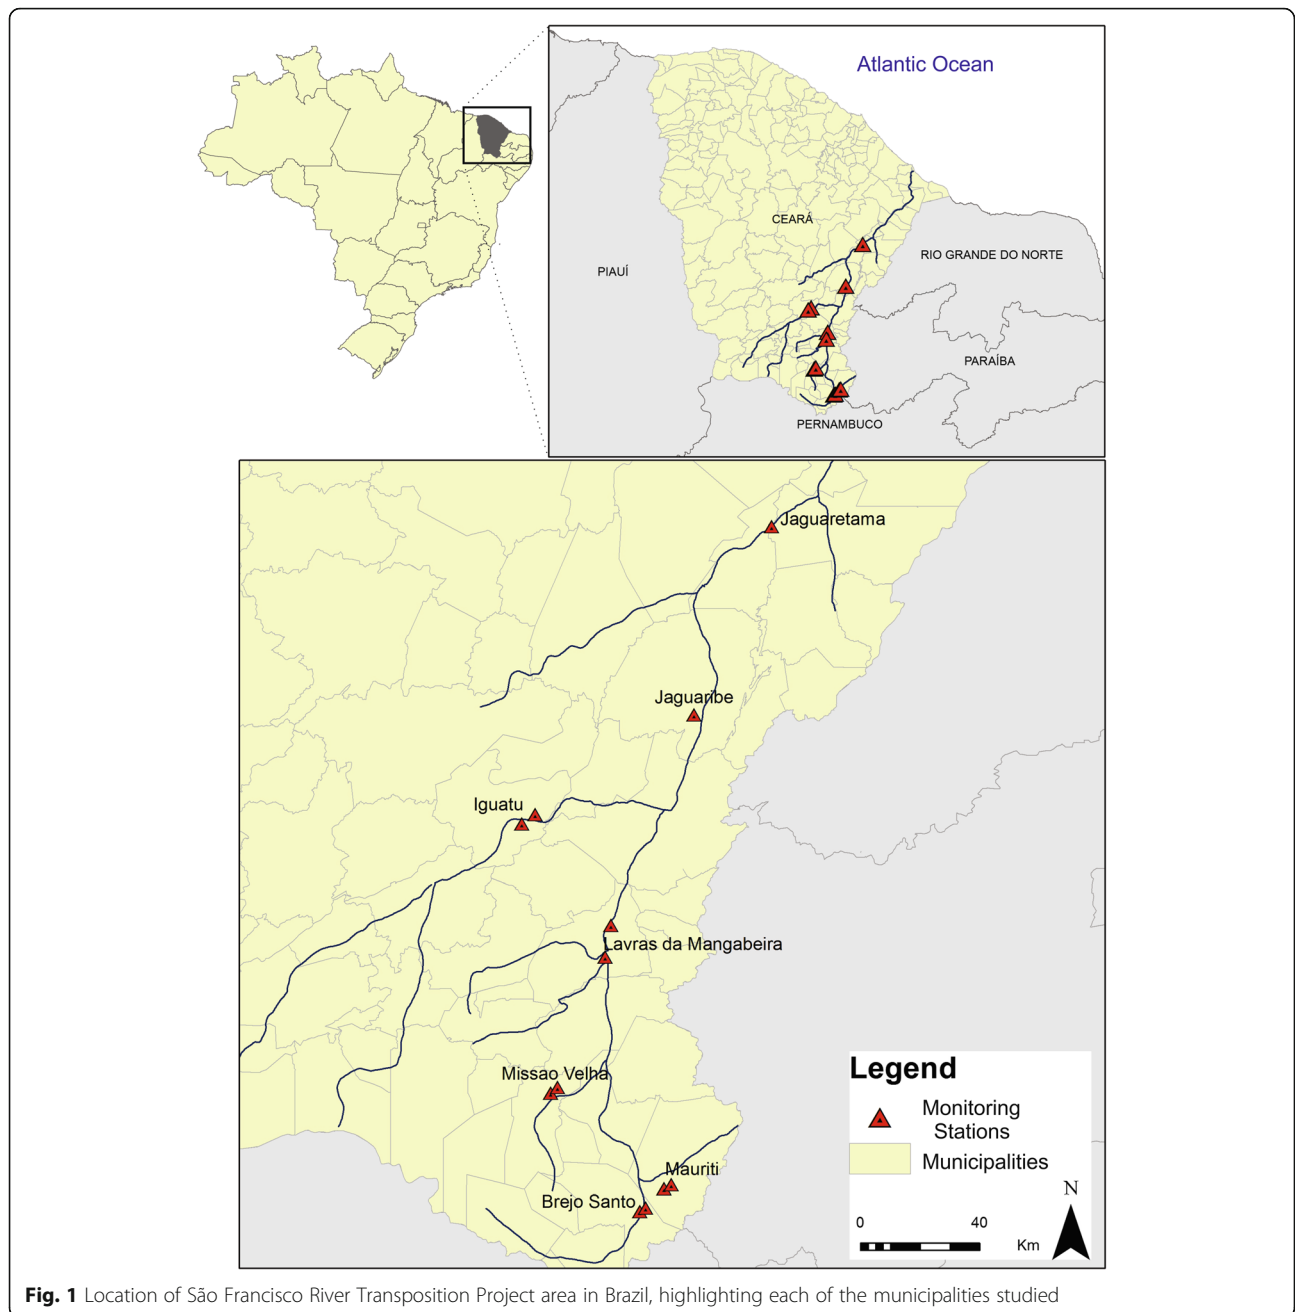 Atlantic Ocean
CEARÁ
PIAUÍ
RIO GRANDE DO NORTE
PARAÍBA
PERNAMBUCO
Jaguaretama
Jaguaribe
Iguatu
Lavras da Mangabeira
Missao Velha
Mauriti
Brejo Santo
Legend
Monitoring
Stations
Municipalities
N
0 40
Km
Fig. 1 Location of São Francisco River Transposition Project area in Brazil, highlighting each of the municipalities studied